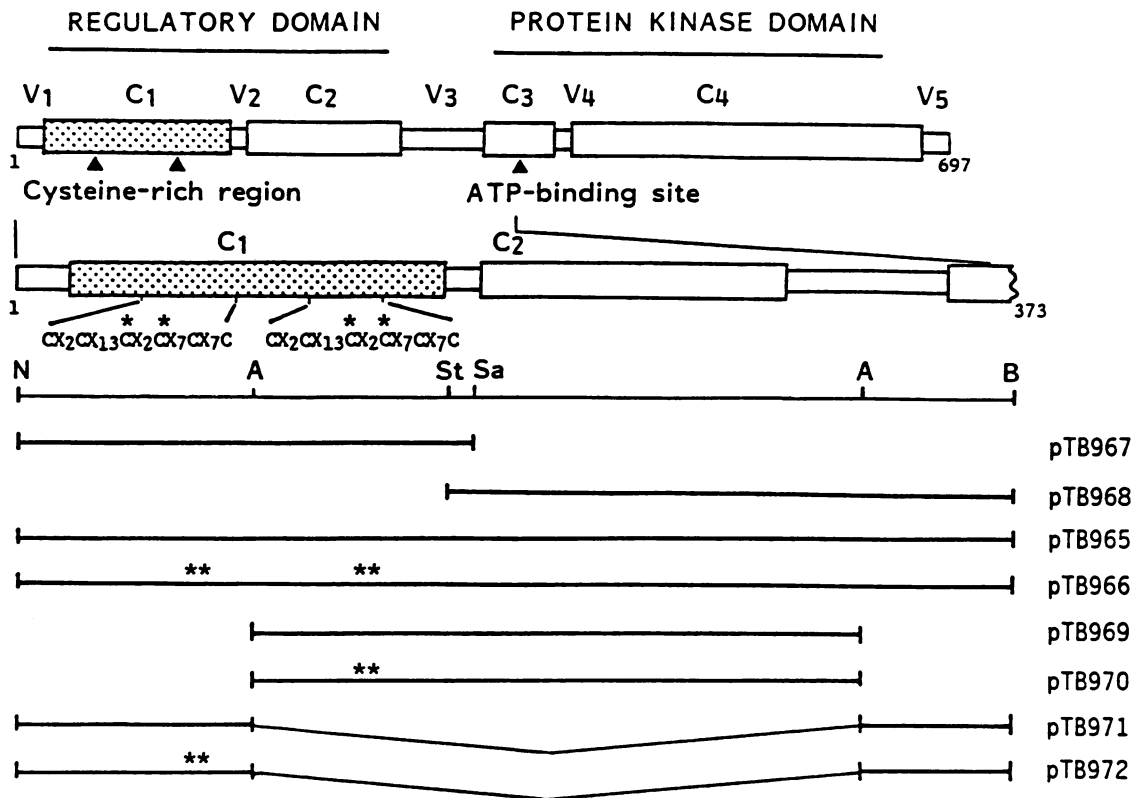 REGULATORY DOMAIN PROTEIN KINASE DOMAIN
V1 C1 V2 C2 V3 C3 V4 C4 V5
1 697
Cysteine-rich region ATP-binding site
C1 C2
1 373
* * * *
CX2CX13CX2CX7CX7C CX2CX13CX2CX7CX7C
N A St Sa A B
pTB967
pTB968
pTB965
** ** pTB966
pTB969
** pTB970
pTB971
** pTB972